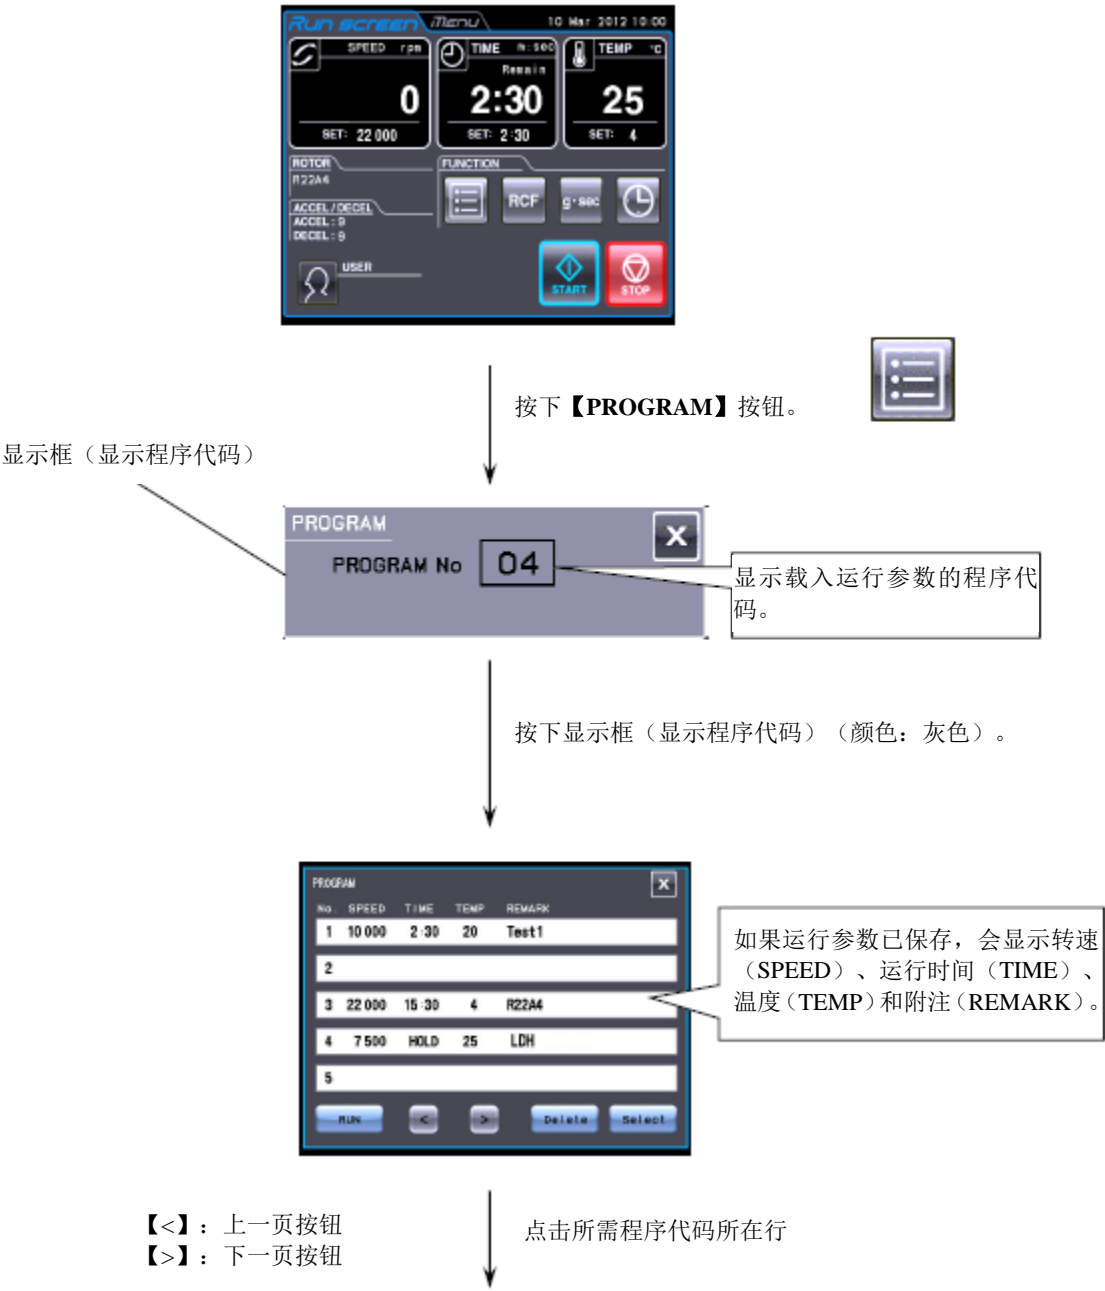 Run screen Menu 10 Mar 2012 10:00
SPEED rpm TIME m:sec TEMP °C
Remain
0 2:30 25
SET: 22 000 SET: 2:30 SET: 4
ROTOR FUNCTION
R22A4
RCF g·sec
ACCEL/DECEL
ACCEL:9
DECEL:9
USER
START STOP
按下【PROGRAM】按钮。
显示框（显示程序代码）
PROGRAM X
PROGRAM No 04
显示载入运行参数的程序代
码。
按下显示框（显示程序代码）（颜色：灰色）。
PROGRAM X
No. SPEED TIME TEMP REMARK
1 10 000 2:30 20 Test1
2
3 22 000 15:30 4 R22A4
4 7 500 HOLD 25 LDH
5
RUN < > Delete Select
如果运行参数已保存，会显示转速
（SPEED）、运行时间（TIME）、
温度（TEMP）和附注（REMARK）。
【<】：上一页按钮
【>】：下一页按钮
点击所需程序代码所在行